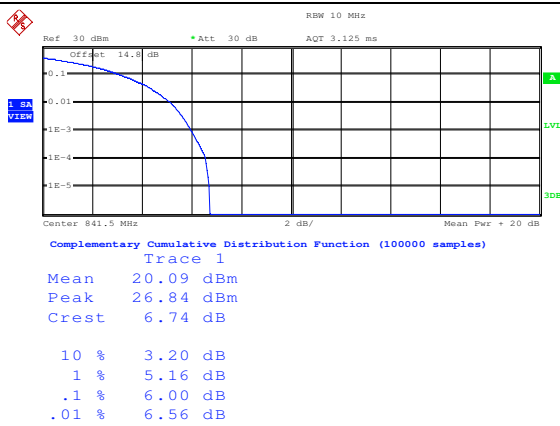 R S
RBW 10 MHz
Ref 30 dBm * Att 30 dB AQT 3.125 ms
Offset 14.8 dB
0.1
A
0.01
1 SA
VIEW
1E-3
LVL
1E-4
1E-5
3DB
Center 841.5 MHz 2 dB/ Mean Pwr + 20 dB
Complementary Cumulative Distribution Function (100000 samples)
Trace 1
Mean 20.09 dBm
Peak 26.84 dBm
Crest 6.74 dB
10 % 3.20 dB
1 % 5.16 dB
.1 % 6.00 dB
.01 % 6.56 dB